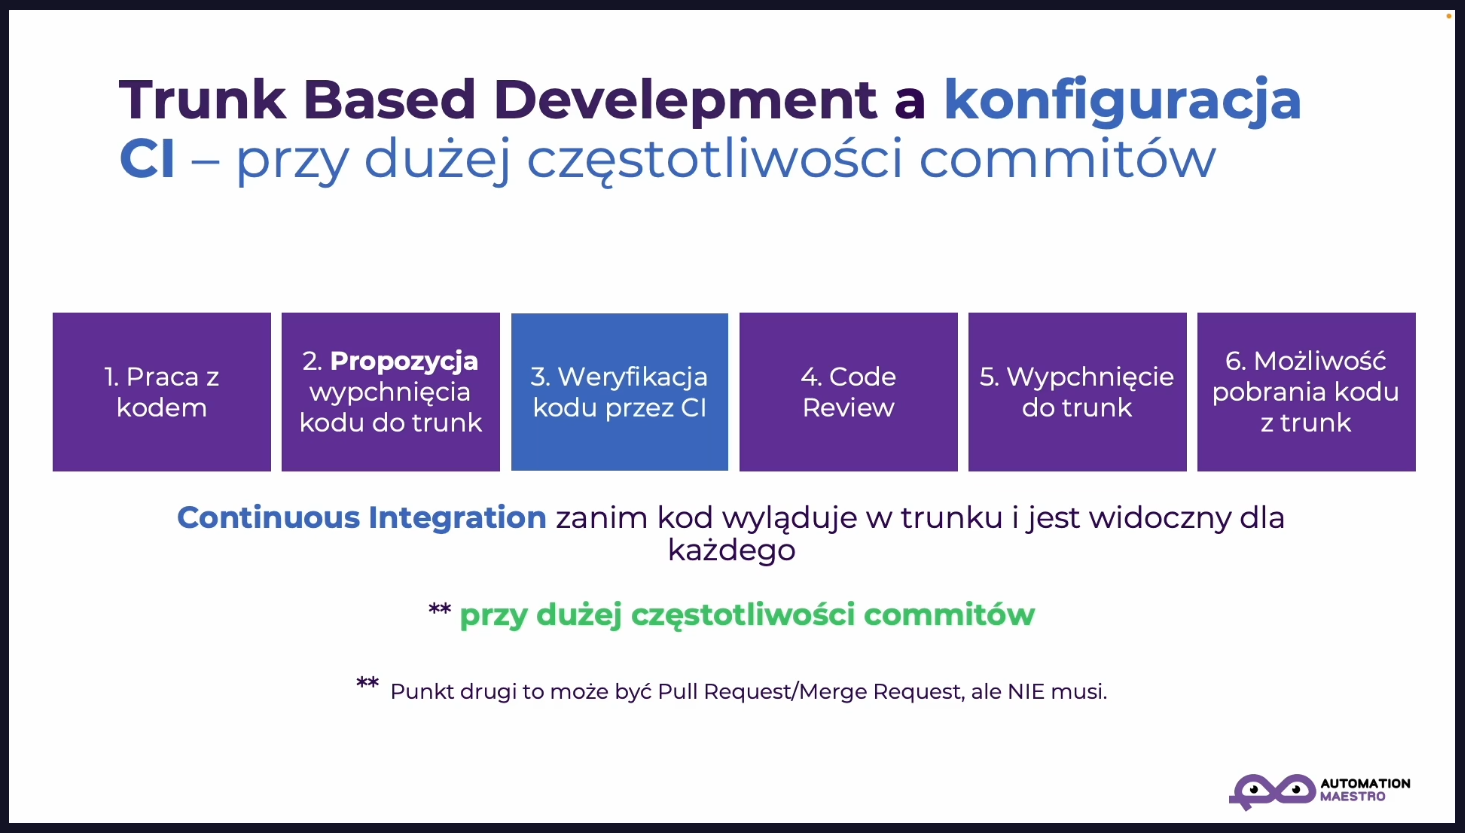 Trunk Based Develepment a konfiguracja
CI – przy dużej częstotliwości commitów
1. Praca z
kodem
2. Propozycja
wypchnięcia
kodu do trunk
3. Weryfikacja
kodu przez CI
4. Code
Review
5. Wypchnięcie
do trunk
6. Możliwość
pobrania kodu
z trunk
Continuous Integration zanim kod wyląduje w trunku i jest widoczny dla
każdego
** przy dużej częstotliwości commitów
** Punkt drugi to może być Pull Request/Merge Request, ale NIE musi.
AUTOMATION
MAESTRO